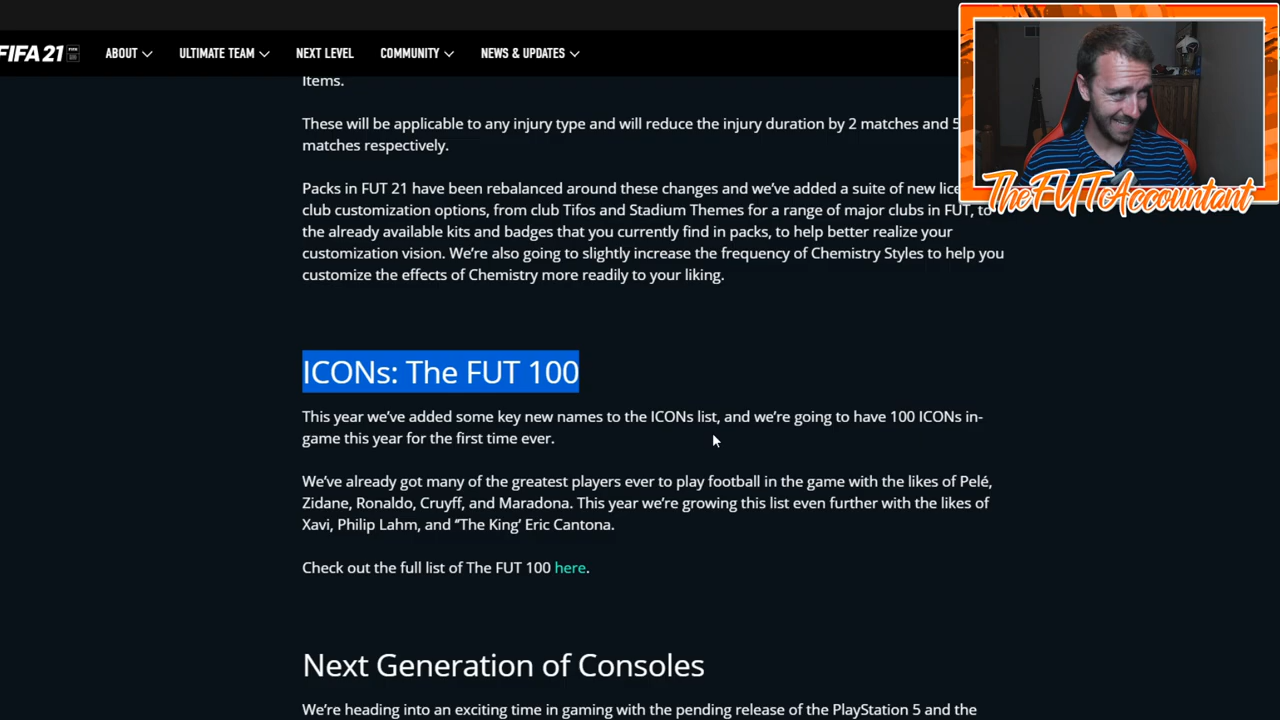 FIFA 21
ABOUT
ULTIMATE TEAM
NEXT LEVEL
COMMUNITY
NEWS & UPDATES
TheFUTAccountant
Items.
These will be applicable to any injury type and will reduce the injury duration by 2 matches and 5
matches respectively.
Packs in FUT 21 have been rebalanced around these changes and we've added a suite of new
club customization options, from club Tifos and Stadium Themes for a range of major clubs in FUT, to
the already available kits and badges that you currently find in packs, to help better realize your
customization vision. We're also going to slightly increase the frequency of Chemistry Styles to help you
customize the effects of Chemistry more readily to your liking.
ICONs: The FUT 100
This year we've added some key new names to the ICONs list, and we're going to have 100 ICONs in-
game this year for the first time ever.
We've already got many of the greatest players ever to play football in the game with the likes of Pelé,
Zidane, Ronaldo, Cruyff, and Maradona. This year we're growing this list even further with the likes of
Xavi, Philip Lahm, and “The King’ Eric Cantona.
Check out the full list of The FUT 100 here.
Next Generation of Consoles
We're heading into an exciting time in gaming with the pending release of the PlayStation 5 and the